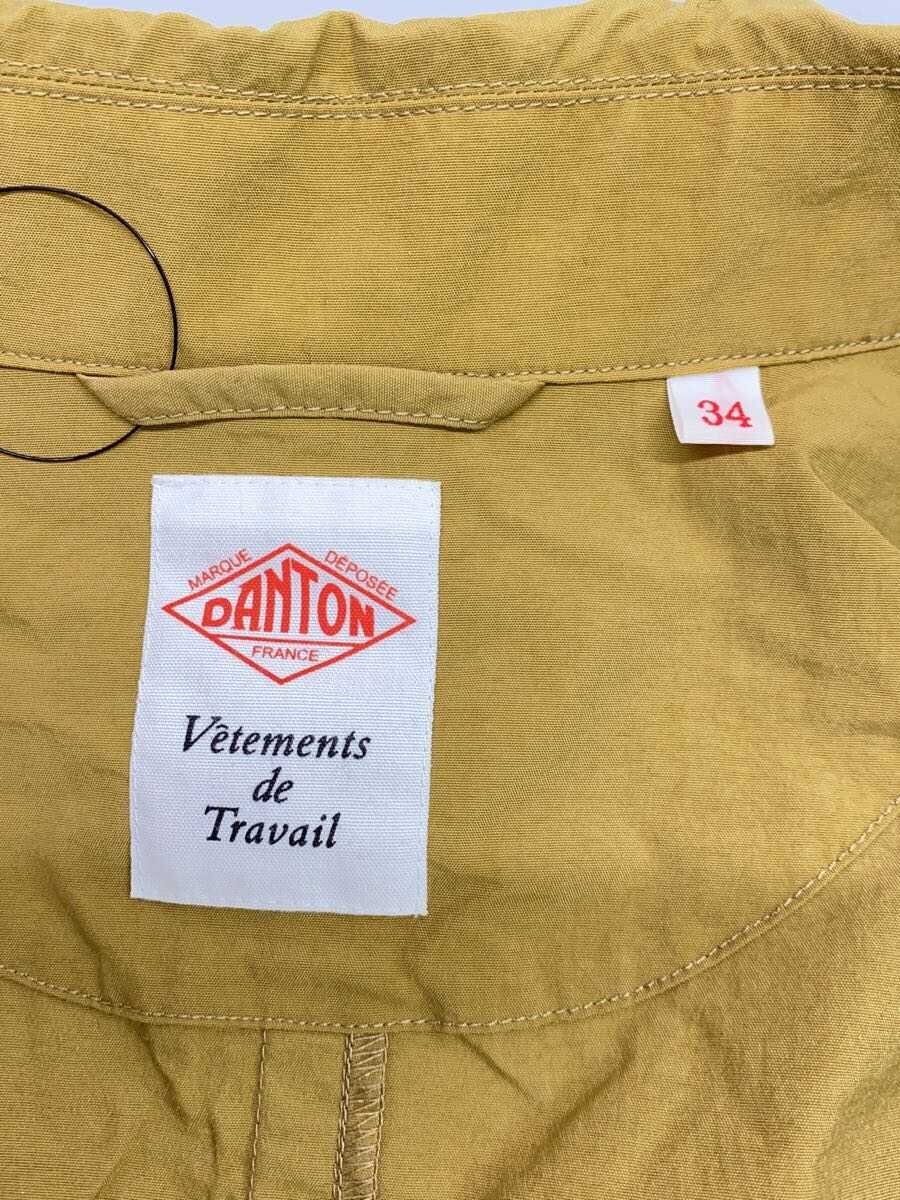 34
MARQUE DÉPOSÉE
DANTON
FRANCE
Vêtements
de
Travail